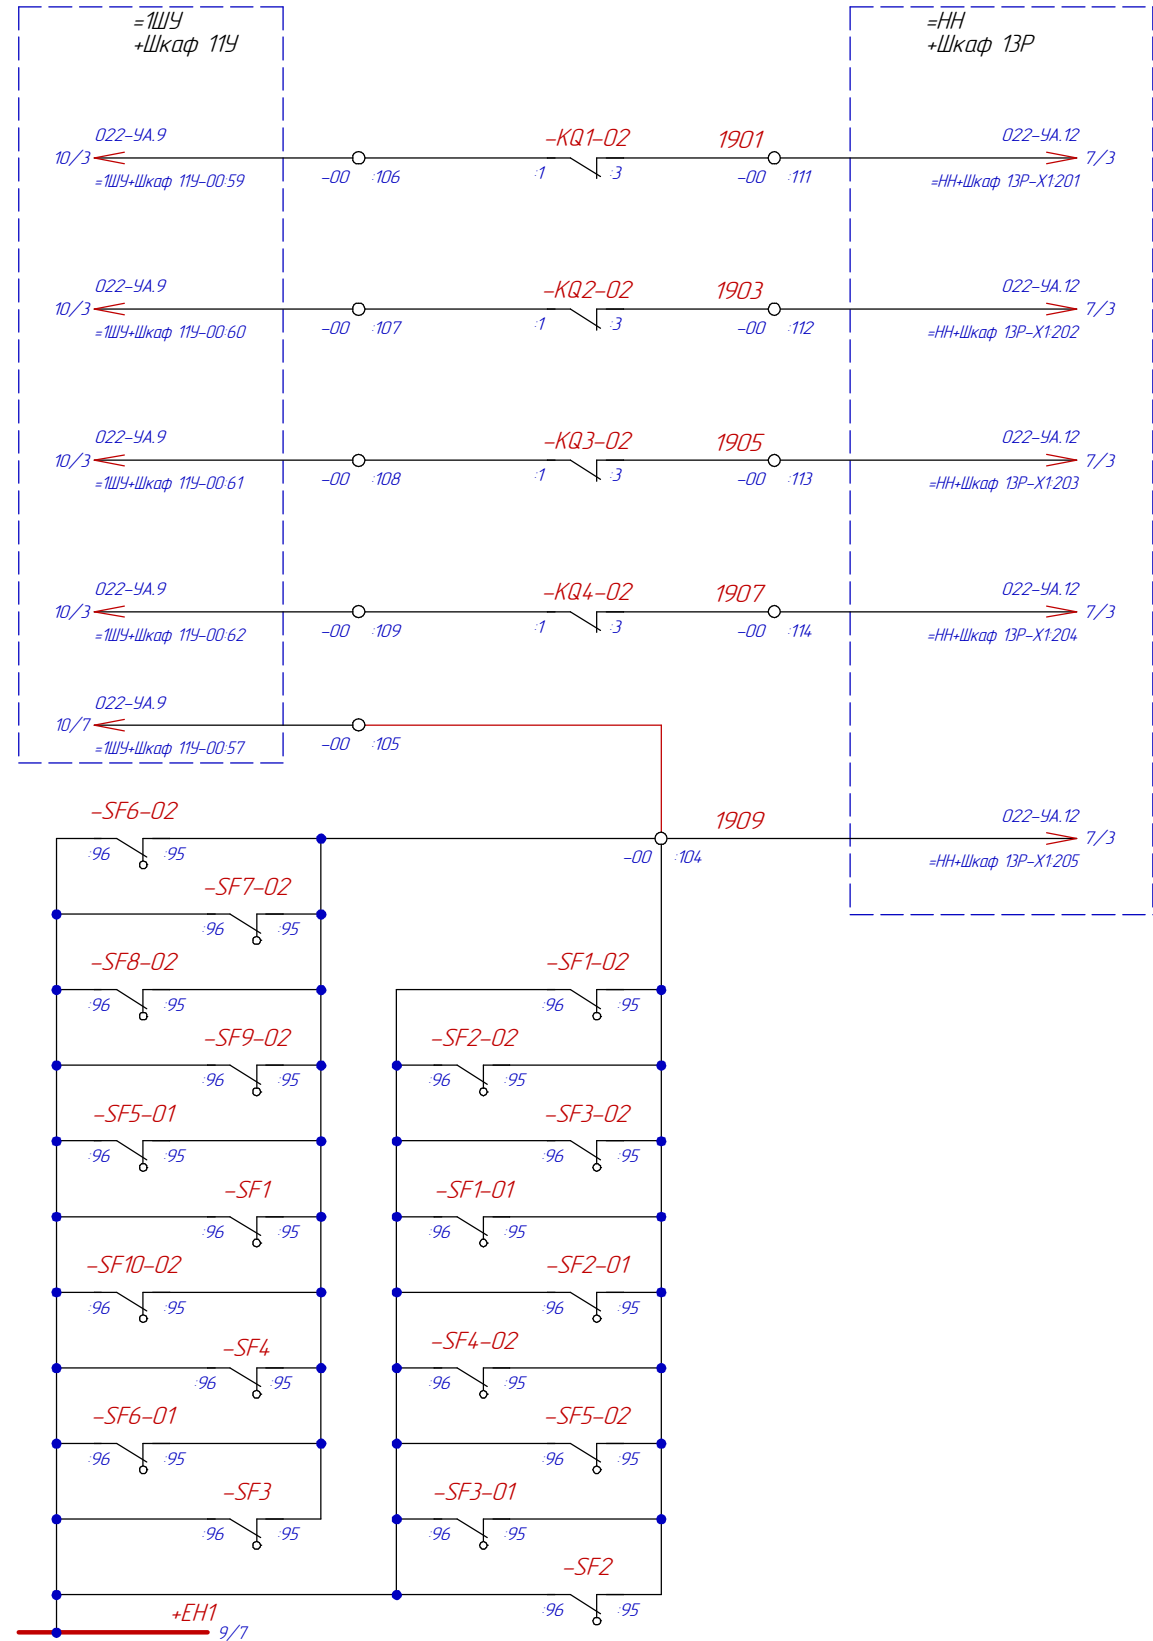 =1ШУ
+Шкаф 11У
=НН
+Шкаф 13Р
022-УА.9
-KQ1-02
1901
022-УА.12
10/3
7/3
=1ШУ+Шкаф 11У-00:59
-00 :106
:1 :3
-00 :111
=НН+Шкаф 13Р-X1:201
022-УА.9
-KQ2-02
1903
022-УА.12
10/3
7/3
=1ШУ+Шкаф 11У-00:60
-00 :107
:1 :3
-00 :112
=НН+Шкаф 13Р-X1:202
022-УА.9
-KQ3-02
1905
022-УА.12
10/3
7/3
=1ШУ+Шкаф 11У-00:61
-00 :108
:1 :3
-00 :113
=НН+Шкаф 13Р-X1:203
022-УА.9
-KQ4-02
1907
022-УА.12
10/3
7/3
=1ШУ+Шкаф 11У-00:62
-00 :109
:1 :3
-00 :114
=НН+Шкаф 13Р-X1:204
022-УА.9
10/7
=1ШУ+Шкаф 11У-00:57
-00 :105
-SF6-02
1909
022-УА.12
7/3
:96 :95
-00 :104
=НН+Шкаф 13Р-X1:205
-SF7-02
:96 :95
-SF8-02
:96 :95
-SF1-02
:96 :95
-SF9-02
:96 :95
-SF2-02
:96 :95
-SF5-01
:96 :95
-SF3-02
:96 :95
-SF1
:96 :95
-SF1-01
:96 :95
-SF10-02
:96 :95
-SF2-01
:96 :95
-SF4
:96 :95
-SF4-02
:96 :95
-SF6-01
:96 :95
-SF5-02
:96 :95
-SF3
:96 :95
-SF3-01
:96 :95
-SF2
:96 :95
+EH1
9/7